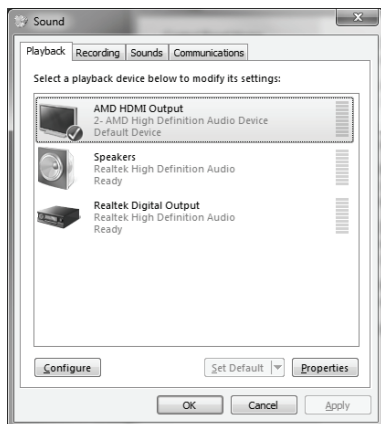 Sound
Playback Recording Sounds Communications
Select a playback device below to modify its settings:
AMD HDMI Output
2- AMD High Definition Audio Device
Default Device
Speakers
Realtek High Definition Audio
Ready
Realtek Digital Output
Realtek High Definition Audio
Ready
Configure Set Default Properties
OK Cancel Apply